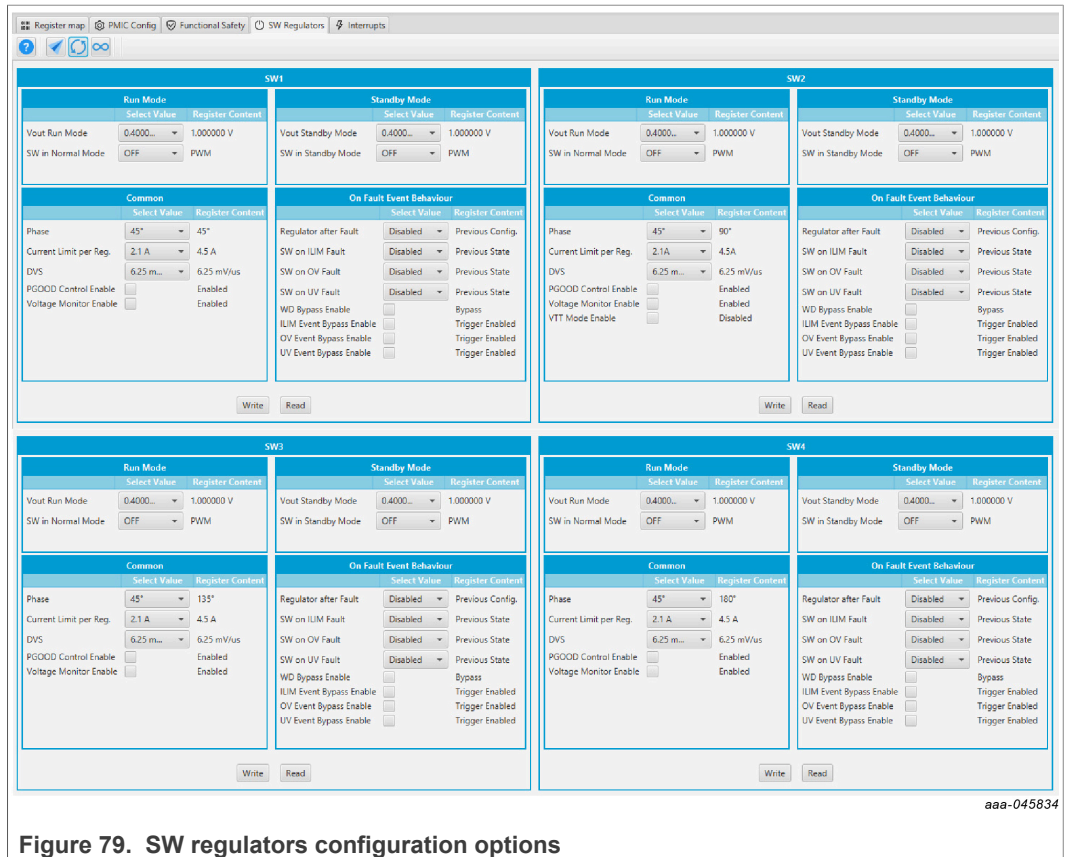 Register map PMIC Config Functional Safety SW Regulators Interrupts
?
SW1
Run Mode
Select Value Register Content
Vout Run Mode 0.4000... 1.000000 V
SW in Normal Mode OFF PWM
Standby Mode
Select Value Register Content
Vout Standby Mode 0.4000... 1.000000 V
SW in Standby Mode OFF PWM
Common
Select Value Register Content
Phase 45° 45°
Current Limit per Reg. 2.1 A 4.5 A
DVS 6.25 m... 6.25 mV/us
PGOOD Control Enable Enabled
Voltage Monitor Enable Enabled
On Fault Event Behaviour
Select Value Register Content
Regulator after Fault Disabled Previous Config.
SW on ILIM Fault Disabled Previous State
SW on OV Fault Disabled Previous State
SW on UV Fault Disabled Previous State
WD Bypass Enable Bypass
ILIM Event Bypass Enable Trigger Enabled
OV Event Bypass Enable Trigger Enabled
UV Event Bypass Enable Trigger Enabled
Write Read
SW2
Run Mode
Select Value Register Content
Vout Run Mode 0.4000... 1.000000 V
SW in Normal Mode OFF PWM
Standby Mode
Select Value Register Content
Vout Standby Mode 0.4000... 1.000000 V
SW in Standby Mode OFF PWM
Common
Select Value Register Content
Phase 45° 90°
Current Limit per Reg. 2.1A 4.5A
DVS 6.25 m... 6.25 mV/us
PGOOD Control Enable Enabled
Voltage Monitor Enable Enabled
VTT Mode Enable Disabled
On Fault Event Behaviour
Select Value Register Content
Regulator after Fault Disabled Previous Config.
SW on ILIM Fault Disabled Previous State
SW on OV Fault Disabled Previous State
SW on UV Fault Disabled Previous State
WD Bypass Enable Bypass
ILIM Event Bypass Enable Trigger Enabled
OV Event Bypass Enable Trigger Enabled
UV Event Bypass Enable Trigger Enabled
Write Read
SW3
Run Mode
Select Value Register Content
Vout Run Mode 0.4000... 1.000000 V
SW in Normal Mode OFF PWM
Standby Mode
Select Value Register Content
Vout Standby Mode 0.4000... 1.000000 V
SW in Standby Mode OFF PWM
Common
Select Value Register Content
Phase 45° 135°
Current Limit per Reg. 2.1 A 4.5 A
DVS 6.25 m... 6.25 mV/us
PGOOD Control Enable Enabled
Voltage Monitor Enable Enabled
On Fault Event Behaviour
Select Value Register Content
Regulator after Fault Disabled Previous Config.
SW on ILIM Fault Disabled Previous State
SW on OV Fault Disabled Previous State
SW on UV Fault Disabled Previous State
WD Bypass Enable Bypass
ILIM Event Bypass Enable Trigger Enabled
OV Event Bypass Enable Trigger Enabled
UV Event Bypass Enable Trigger Enabled
Write Read
SW4
Run Mode
Select Value Register Content
Vout Run Mode 0.4000... 1.000000 V
SW in Normal Mode OFF PWM
Standby Mode
Select Value Register Content
Vout Standby Mode 0.4000... 1.000000 V
SW in Standby Mode OFF PWM
Common
Select Value Register Content
Phase 45° 180°
Current Limit per Reg. 2.1 A 4.5 A
DVS 6.25 m... 6.25 mV/us
PGOOD Control Enable Enabled
Voltage Monitor Enable Enabled
On Fault Event Behaviour
Select Value Register Content
Regulator after Fault Disabled Previous Config.
SW on ILIM Fault Disabled Previous State
SW on OV Fault Disabled Previous State
SW on UV Fault Disabled Previous State
WD Bypass Enable Bypass
ILIM Event Bypass Enable Trigger Enabled
OV Event Bypass Enable Trigger Enabled
UV Event Bypass Enable Trigger Enabled
Write Read
aaa-045834
Figure 79. SW regulators configuration options